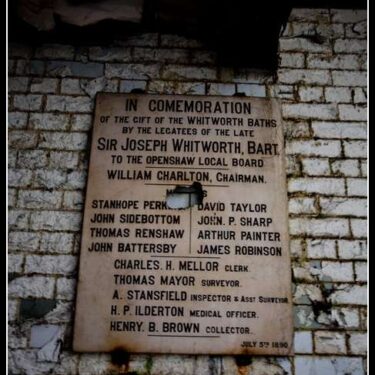 IN COMEMORATION
OF THE GIFT OF THE WHITWORTH BATHS
BY THE LEGATEES OF THE LATE
SIR JOSEPH WHITWORTH, BART.
TO THE OPENSHAW LOCAL BOARD
WILLIAM CHARLTON, CHAIRMAN.
STANHOPE DAVID TAYLOR
JOHN SIDEBOTTOM JOHN. P. SHARP
THOMAS RENSHAW ARTHUR PAINTER
JOHN BATTERSBY JAMES ROBINSON
CHARLES. H. MELLOR CLERK.
THOMAS MAYOR SURVEYOR.
A. STANSFIELD INSPECTOR & ASST SURVEYOR
H. P. ILDERTON MEDICAL OFFICER.
HENRY. B. BROWN COLLECTOR.
JULY 5TH 1890